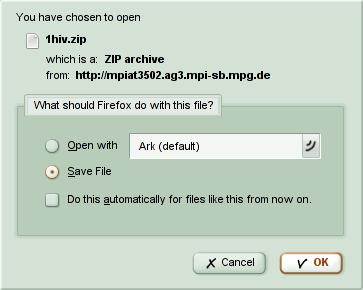 You have chosen to open
1hiv.zip
which is a: ZIP archive
from: http://mpiat3502.ag3.mpi-sb.mpg.de
What should Firefox do with this file?
Open with Ark (default)
Save File
Do this automatically for files like this from now on.
Cancel OK